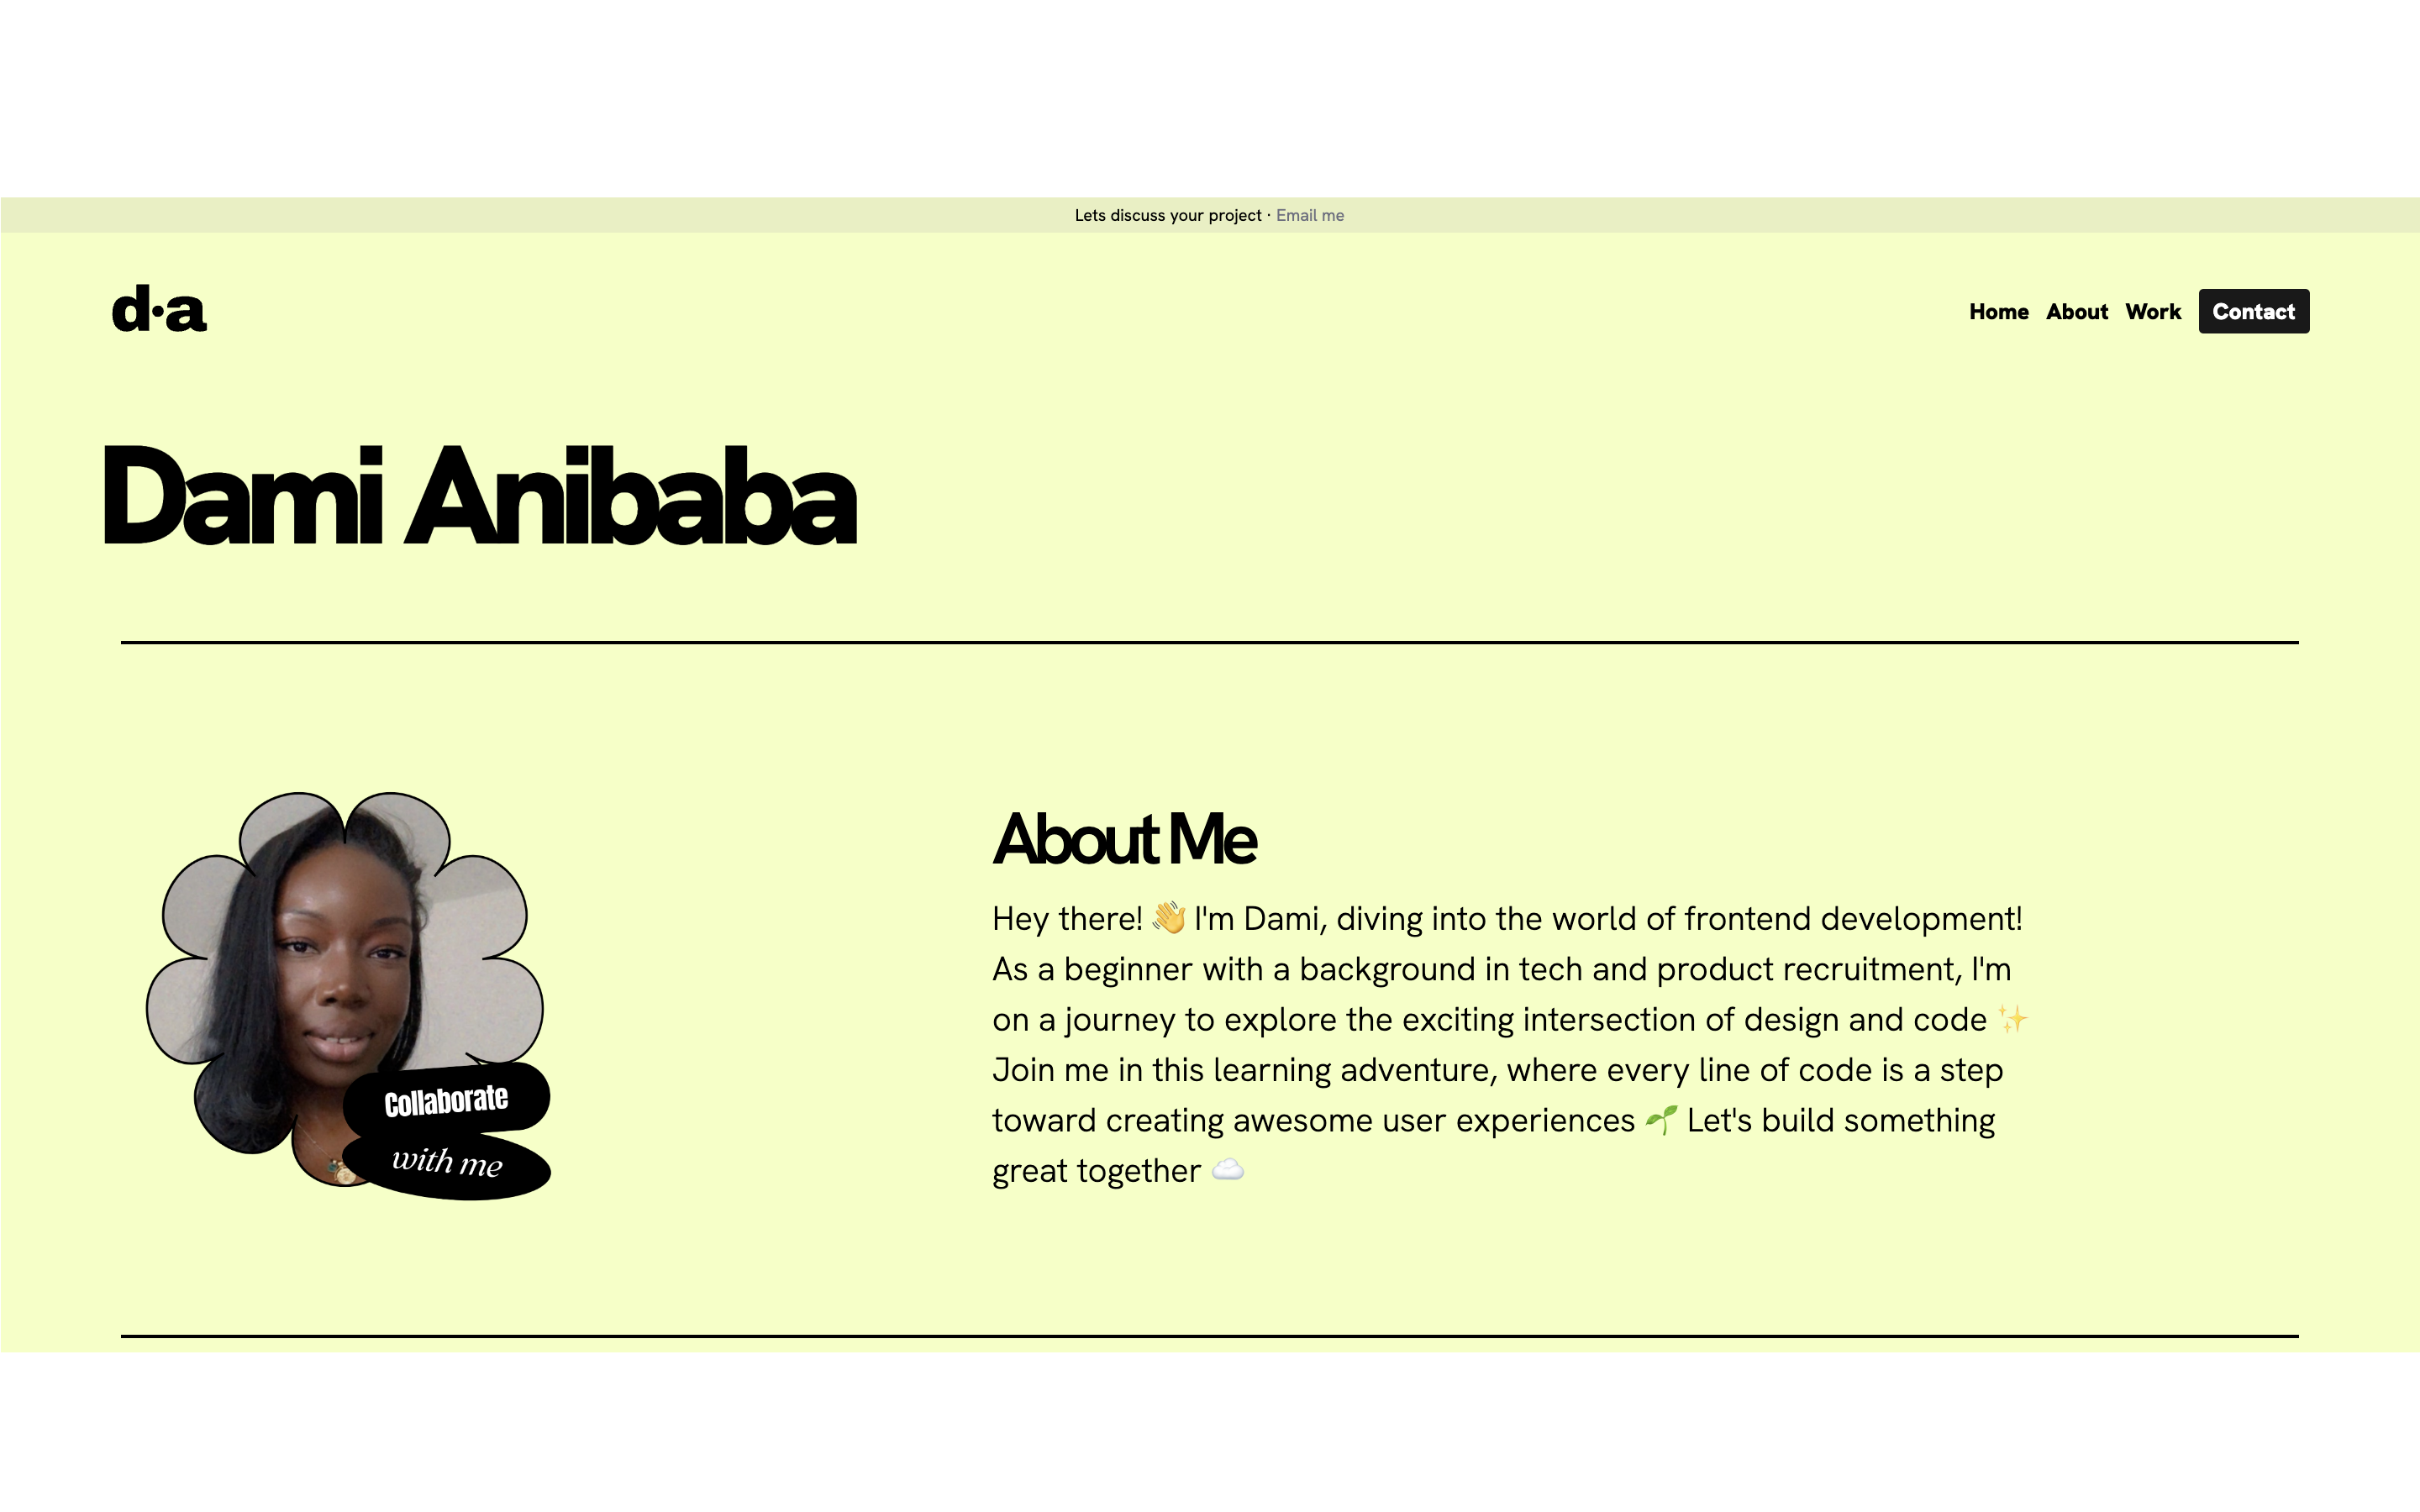 Lets discuss your project · Email me
d·a
Home About Work Contact
Dami Anibaba
About Me
Hey there! 👋 I'm Dami, diving into the world of frontend development!
As a beginner with a background in tech and product recruitment, I'm
on a journey to explore the exciting intersection of design and code ✨
Join me in this learning adventure, where every line of code is a step
toward creating awesome user experiences 🌱 Let's build something
great together ☁️
Collaborate
with me